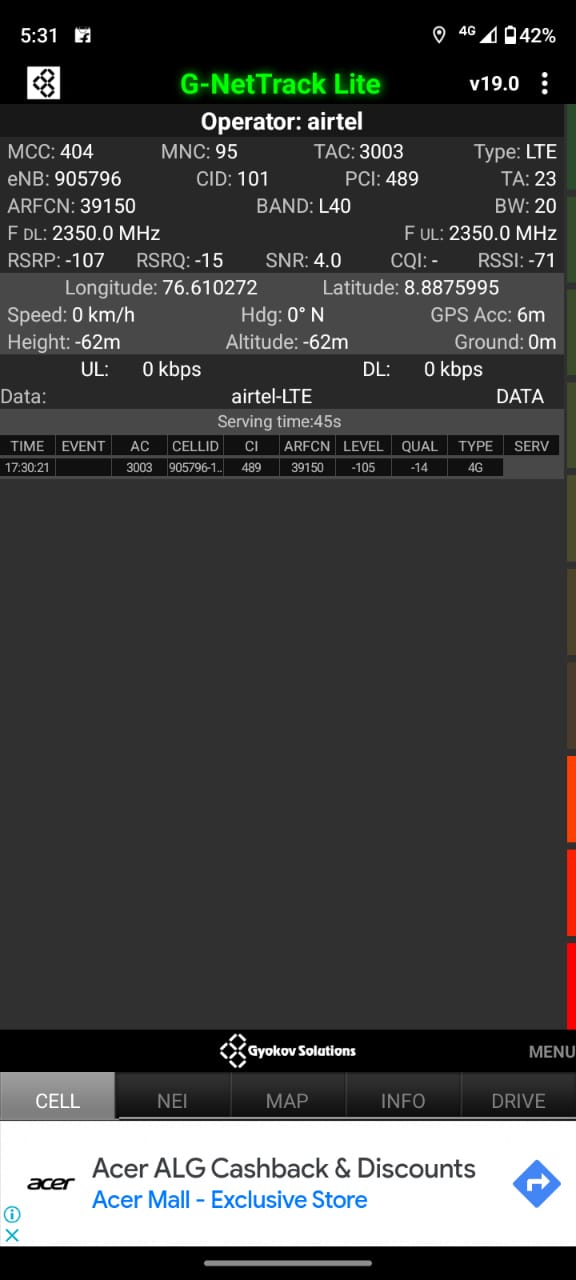 5:31 4G 42%
G-NetTrack Lite v19.0
Operator: airtel
MCC: 404 MNC: 95 TAC: 3003 Type: LTE
eNB: 905796 CID: 101 PCI: 489 TA: 23
ARFCN: 39150 BAND: L40 BW: 20
F DL: 2350.0 MHz F UL: 2350.0 MHz
RSRP: -107 RSRQ: -15 SNR: 4.0 CQI: - RSSI: -71
Longitude: 76.610272 Latitude: 8.8875995
Speed: 0 km/h Hdg: 0° N GPS Acc: 6m
Height: -62m Altitude: -62m Ground: 0m
UL: 0 kbps DL: 0 kbps
Data: airtel-LTE DATA
Serving time:45s
TIME EVENT AC CELLID CI ARFCN LEVEL QUAL TYPE SERV
17:30:21 3003 905796-1.. 489 39150 -105 -14 4G
Gyokov Solutions MENU
CELL NEI MAP INFO DRIVE
acer Acer ALG Cashback & Discounts
Acer Mall - Exclusive Store